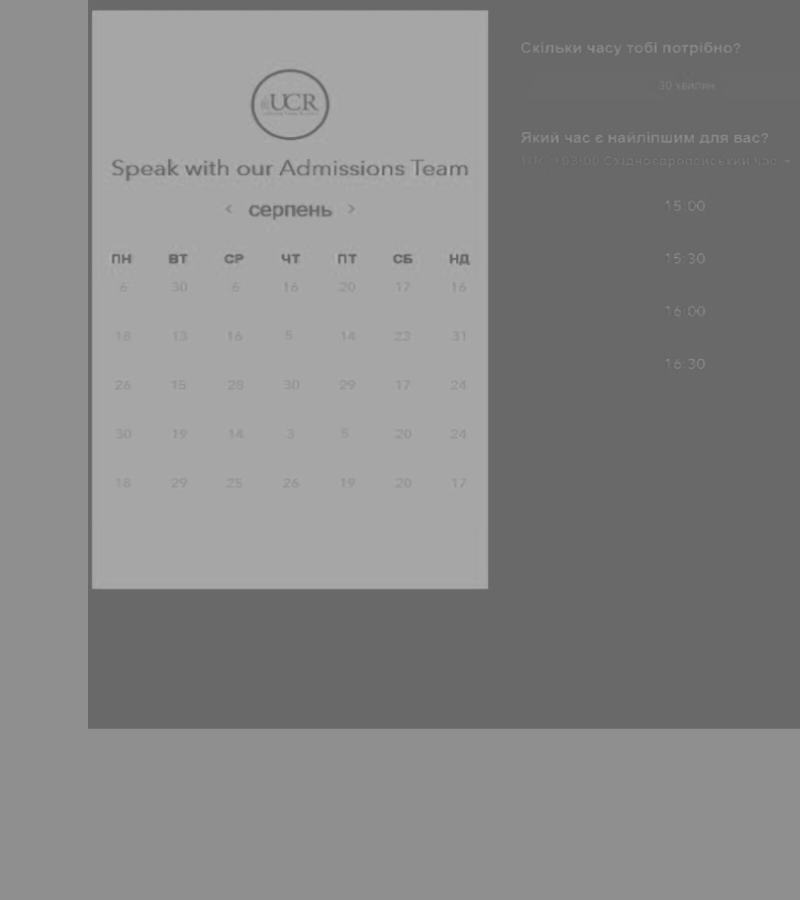 UCR
Speak with our Admissions Team
< серпень >
ПН ВТ СР ЧТ ПТ СБ НД
6 30 6 16 20 17 16
18 13 16 5 14 23 31
26 15 28 30 29 17 24
30 19 14 3 5 20 24
18 29 25 26 19 20 17
Скільки часу тобі потрібно?
30 хвилин
Який час є найліпшим для вас?
+03:00 Східноєвропейський час
15:00
15:30
16:00
16:30